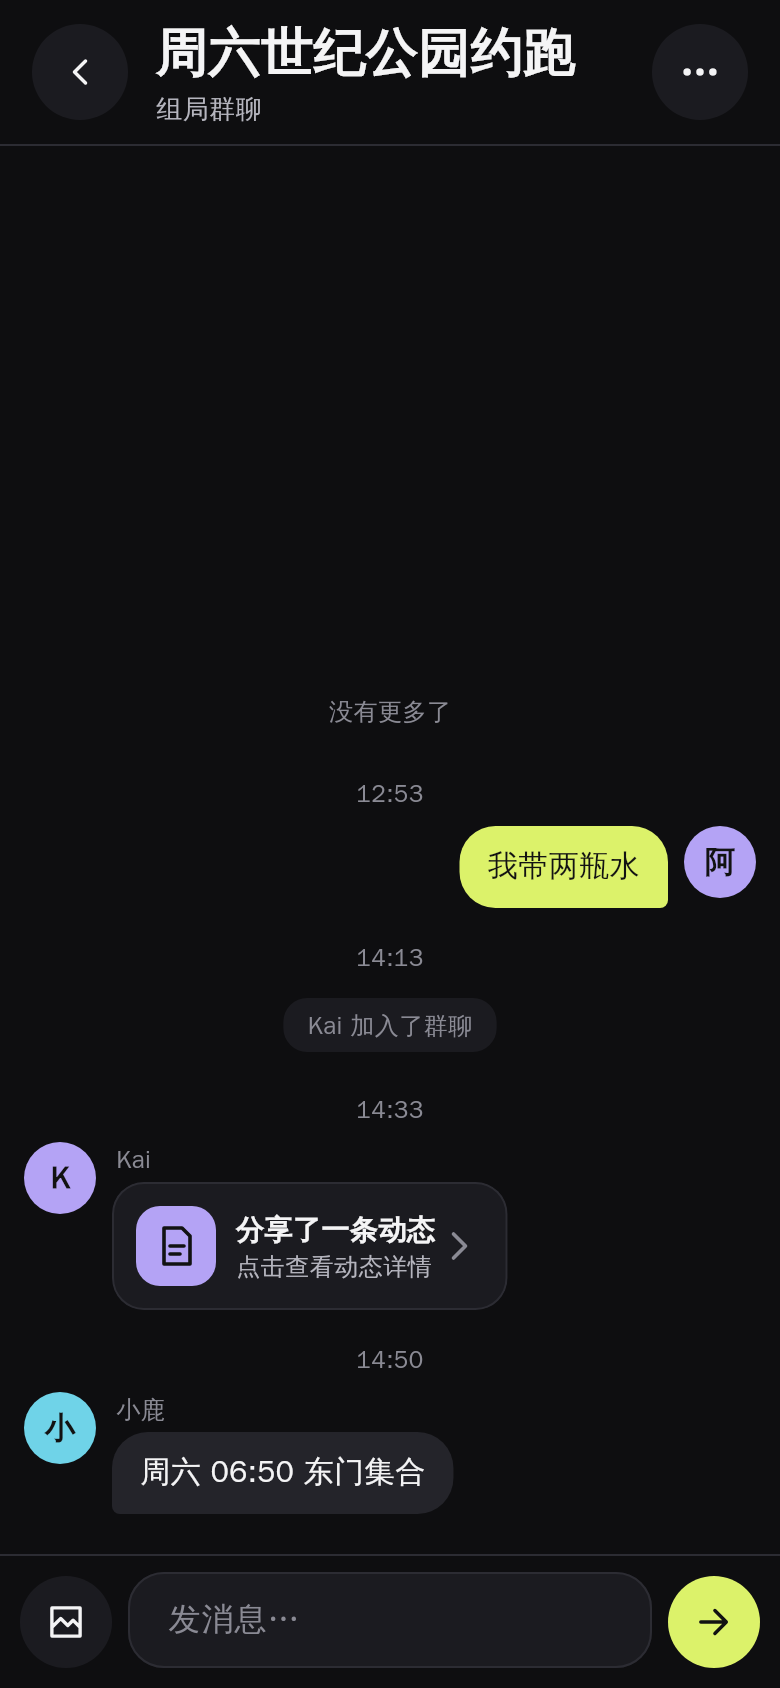 周六世纪公园约跑
组局群聊
没有更多了
12:53
我带两瓶水
阿
14:13
Kai 加入了群聊
14:33
K
Kai
分享了一条动态
点击查看动态详情
14:50
小
小鹿
周六 06:50 东门集合
发消息…